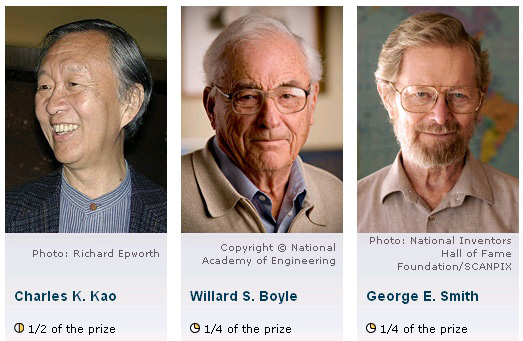 Photo: Richard Epworth
Charles K. Kao
1/2 of the prize
Copyright © National
Academy of Engineering
Willard S. Boyle
1/4 of the prize
Photo: National Inventors
Hall of Fame
Foundation/SCANPIX
George E. Smith
1/4 of the prize